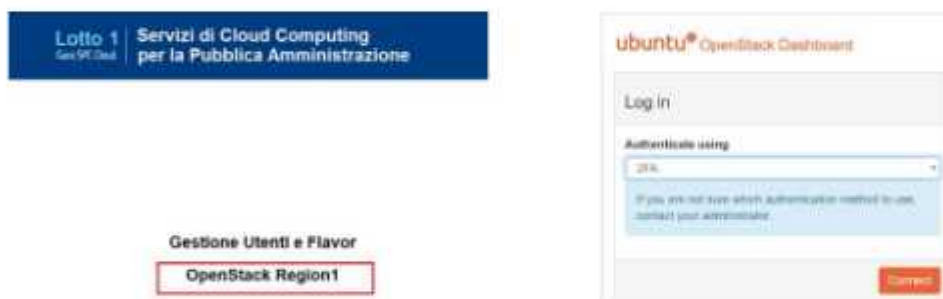 Lotto 1
Servizi di Cloud Computing
per la Pubblica Amministrazione
Gestione Utenti e Flavor
OpenStack Region1
ubuntu® OpenStack Dashboard
Log in
Authenticate using
If you are not sure which authentication method to use,
contact your administrator.
Connect